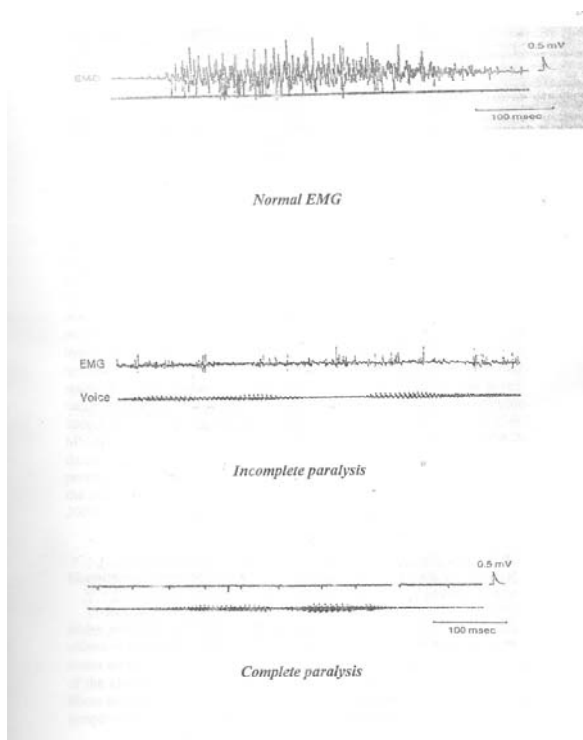 0.5 mV
EMG
100 msec
Normal EMG
EMG
Voice
Incomplete paralysis
0.5 mV
100 msec
Complete paralysis